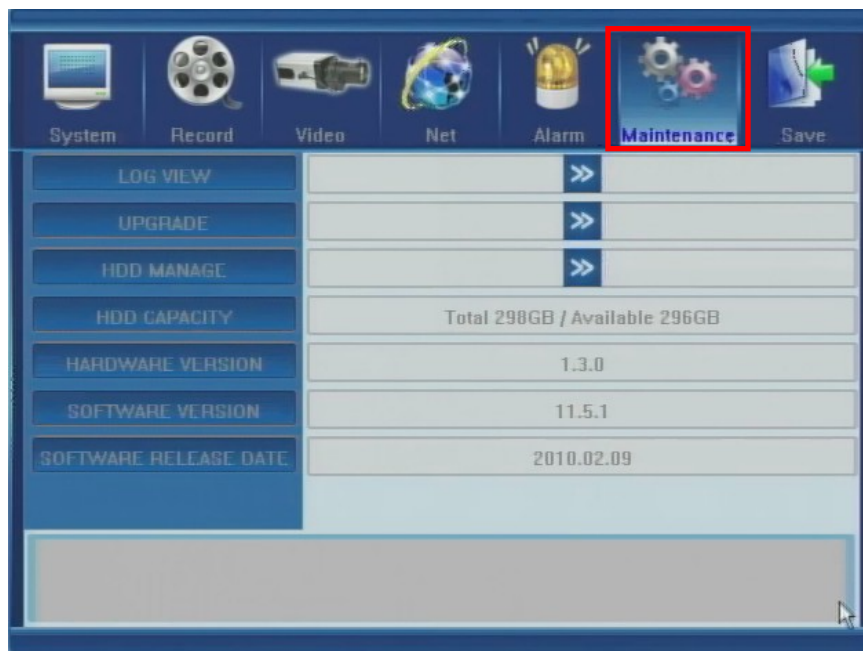 System Record Video Net Alarm Maintenance Save
LOG VIEW
UPGRADE
HDD MANAGE
HDD CAPACITY Total 298GB / Available 296GB
HARDWARE VERSION 1.3.0
SOFTWARE VERSION 11.5.1
SOFTWARE RELEASE DATE 2010.02.09